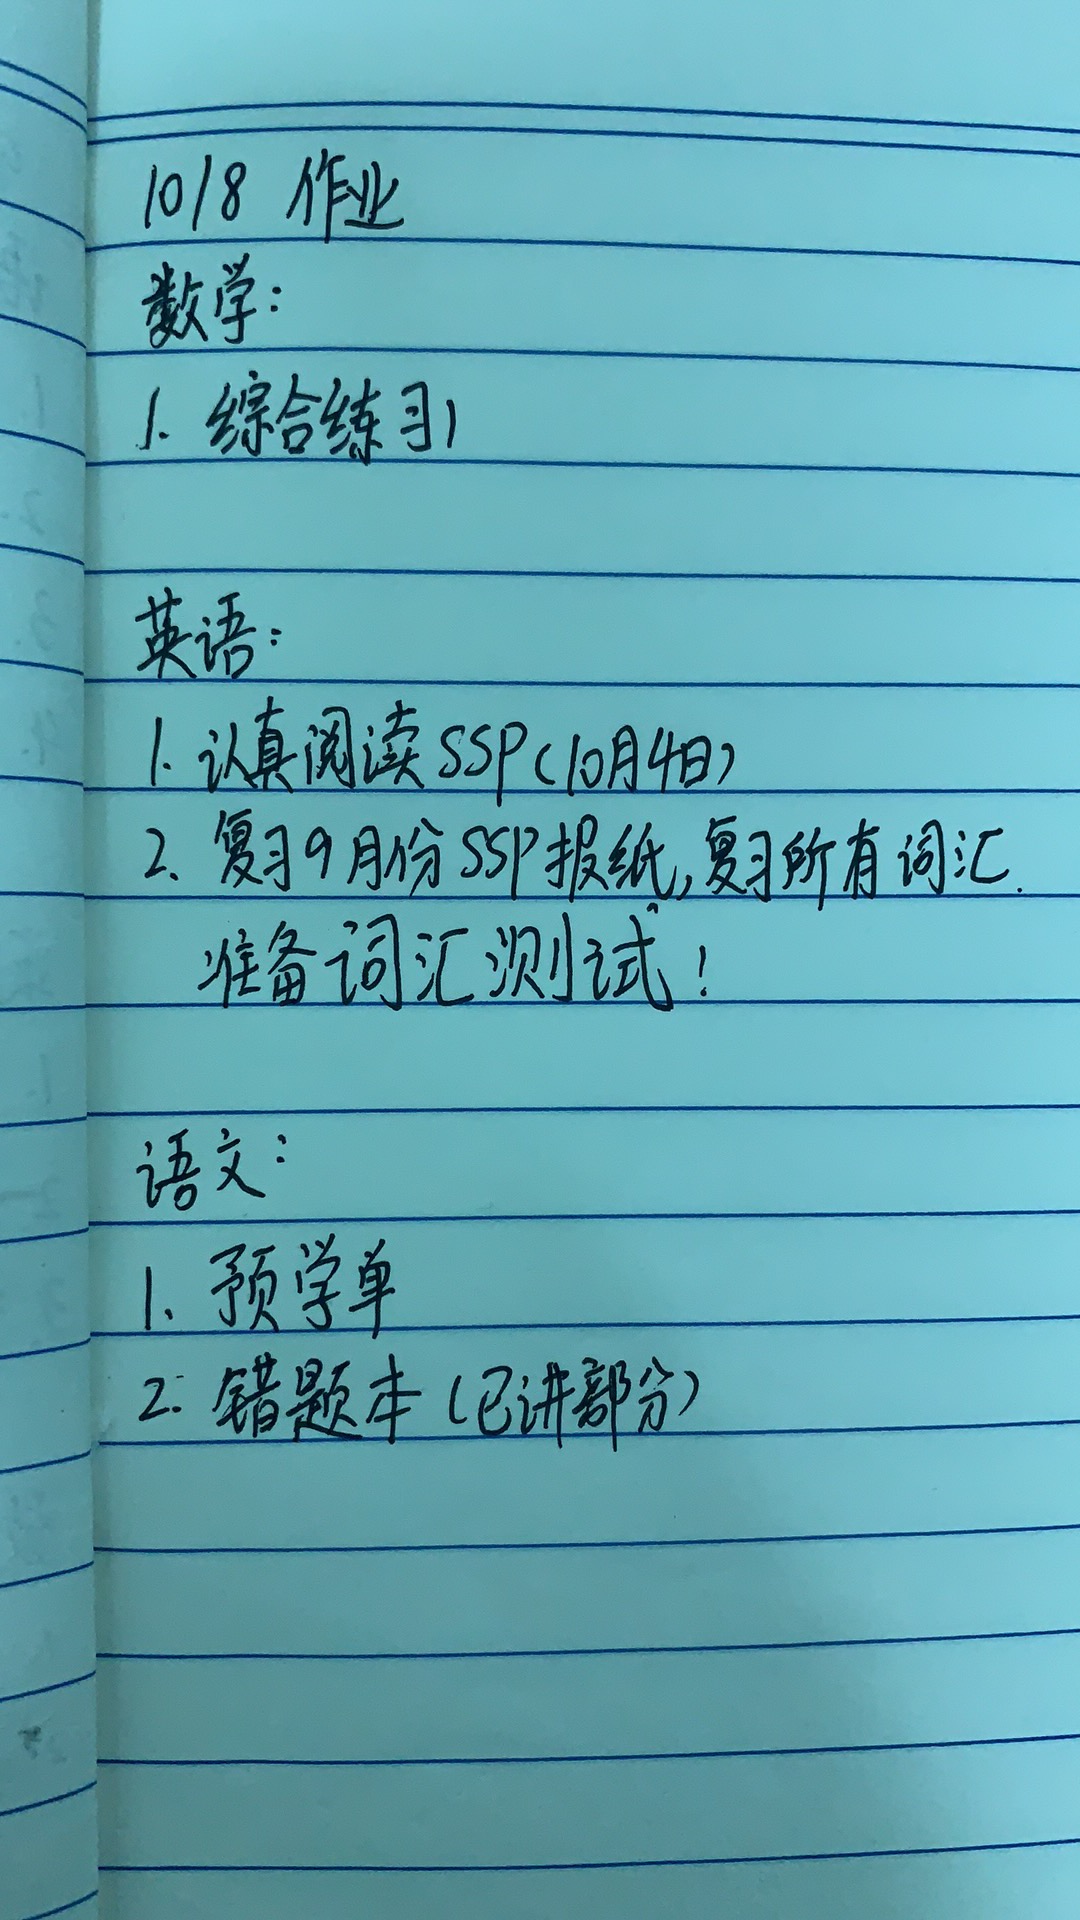 10/8 作业
数学:
1. 综合练习1
英语:
1. 认真阅读SSP(10月4日)
2. 复习9月份SSP报纸,复习所有词汇.
准备词汇测试!
语文:
1. 预学单
2. 错题本(已讲部分)